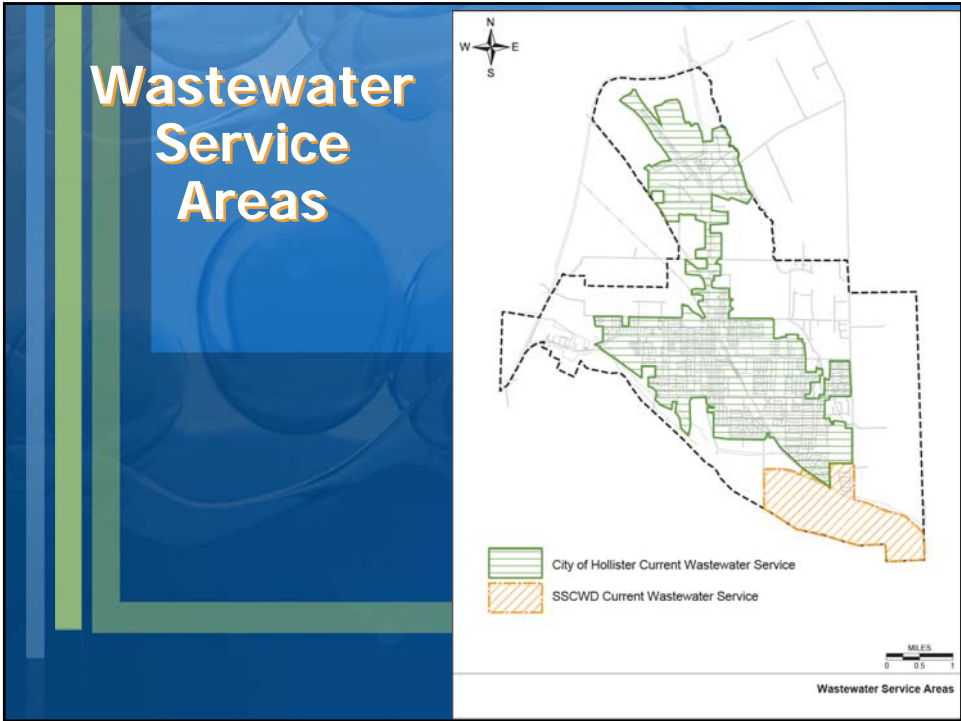 Wastewater
Service
Areas
N
W E
S
City of Hollister Current Wastewater Service
SSCWD Current Wastewater Service
MILES
0 0.5 1
Wastewater Service Areas